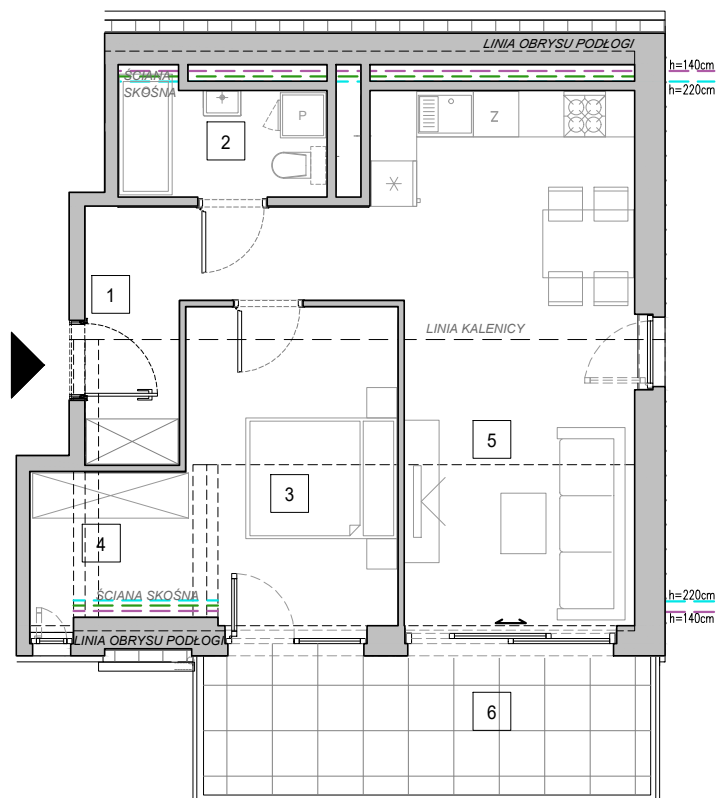 LINIA OBRYSU PODŁOGI
h=140cm
ŚCIANA
SKOŚNA
h=220cm
P
Z
2
1
LINIA KALENICY
5
3
4
ŚCIANA SKOŚNA
h=220cm
h=140cm
LINIA OBRYSU PODŁOGI
6